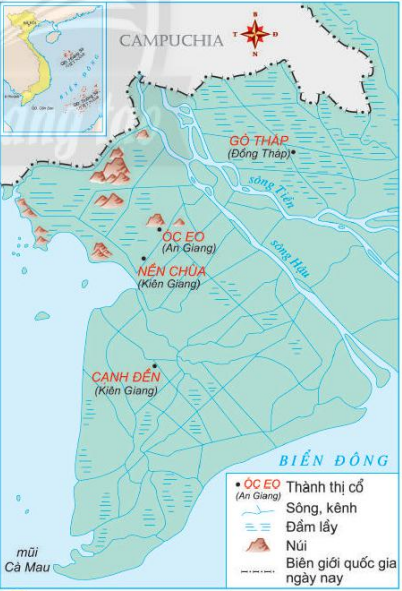 CAMPUCHIA
B
T
Đ
N
BIỂN ĐÔNG
GÒ THÁP
(Đồng Tháp)
sông Tiền
sông Hậu
ÓC EO
(An Giang)
NỀN CHÙA
(Kiên Giang)
CẠNH ĐỀN
(Kiên Giang)
BIỂN ĐÔNG
mũi
Cà Mau
ÓC EO
(An Giang)
Thành thị cổ
Sông, kênh
Đầm lầy
Núi
Biên giới quốc gia
ngày nay